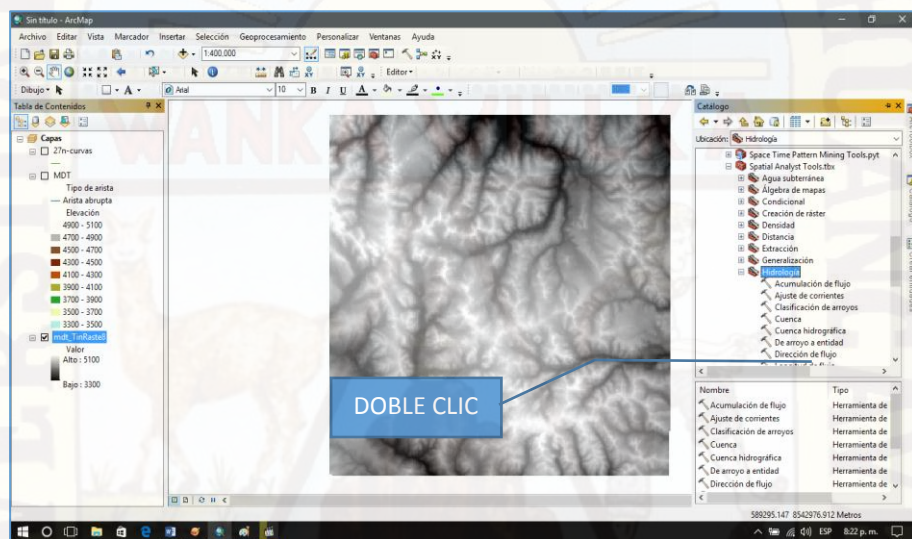 Sin título - ArcMap
Archivo Editar Vista Marcador Insertar Selección Geoprocesamiento Personalizar Ventanas Ayuda
1:400.000
Editor
Dibujo
Arial
10
B I U A
Tabla de Contenidos
Capas
27n-curvas
MDT
Tipo de arista
Arista abrupta
Elevación
4900 - 5100
4700 - 4900
4500 - 4700
4300 - 4500
4100 - 4300
3900 - 4100
3700 - 3900
3500 - 3700
3300 - 3500
mdt_TinRaste8
Valor
Alto : 5100
Bajo : 3300
DOBLE CLIC
Catálogo
Ubicación: Hidrología
Space Time Pattern Mining Tools.pyt
Spatial Analyst Tools.tbx
Agua subterránea
Álgebra de mapas
Condicional
Creación de ráster
Densidad
Distancia
Extracción
Generalización
Hidrología
Acumulación de flujo
Ajuste de corrientes
Clasificación de arroyos
Cuenca
Cuenca hidrográfica
De arroyo a entidad
Dirección de flujo
Nombre Tipo
Acumulación de flujo Herramienta de
Ajuste de corrientes Herramienta de
Clasificación de arroyos Herramienta de
Cuenca Herramienta de
Cuenca hidrográfica Herramienta de
De arroyo a entidad Herramienta de
Dirección de flujo Herramienta de
589295.147 8542976.912 Metros
ESP 8:22 p. m.